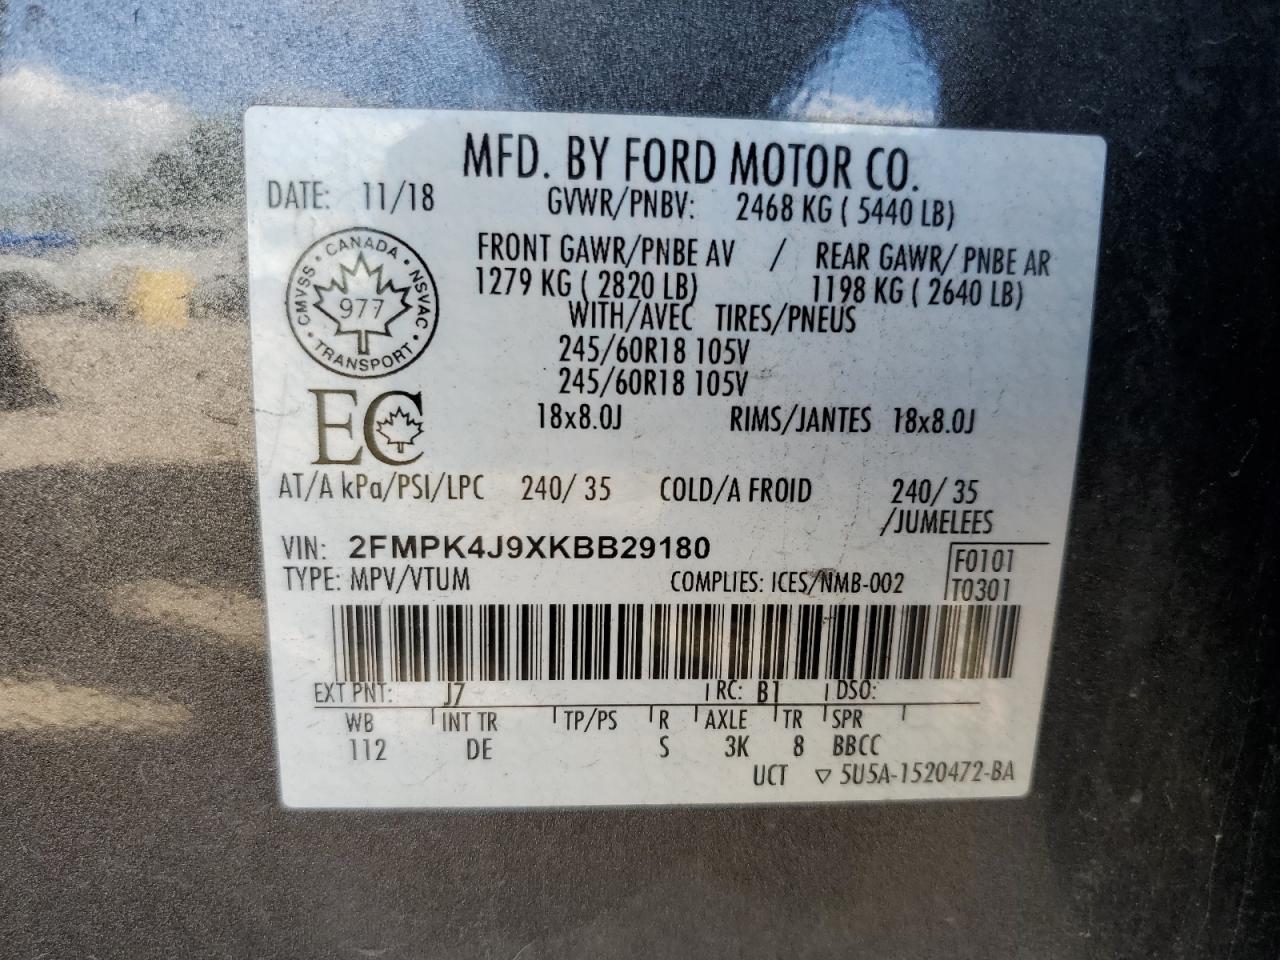 MFD. BY FORD MOTOR CO.
DATE: 11/18 GVWR/PNBV: 2468 KG ( 5440 LB)
FRONT GAWR/PNBE AV / REAR GAWR/ PNBE AR
1279 KG ( 2820 LB) 1198 KG ( 2640 LB)
WITH/AVEC TIRES/PNEUS
245/60R18 105V
245/60R18 105V
18x8.0J RIMS/JANTES 18x8.0J
CANADA • NSVAC • TRANSPORT • CMVSS •
977
EC
AT/A kPa/PSI/LPC 240/ 35 COLD/A FROID 240/ 35
/JUMELEES
VIN: 2FMPK4J9XKBB29180
TYPE: MPV/VTUM COMPLIES: ICES/NMB-002
F0101
T0301
EXT PNT: J7 RC: B1 DSO:
WB INT TR TP/PS R AXLE TR SPR
112 DE S 3K 8 BBCC
UCT ▽ 5U5A-1520472-BA